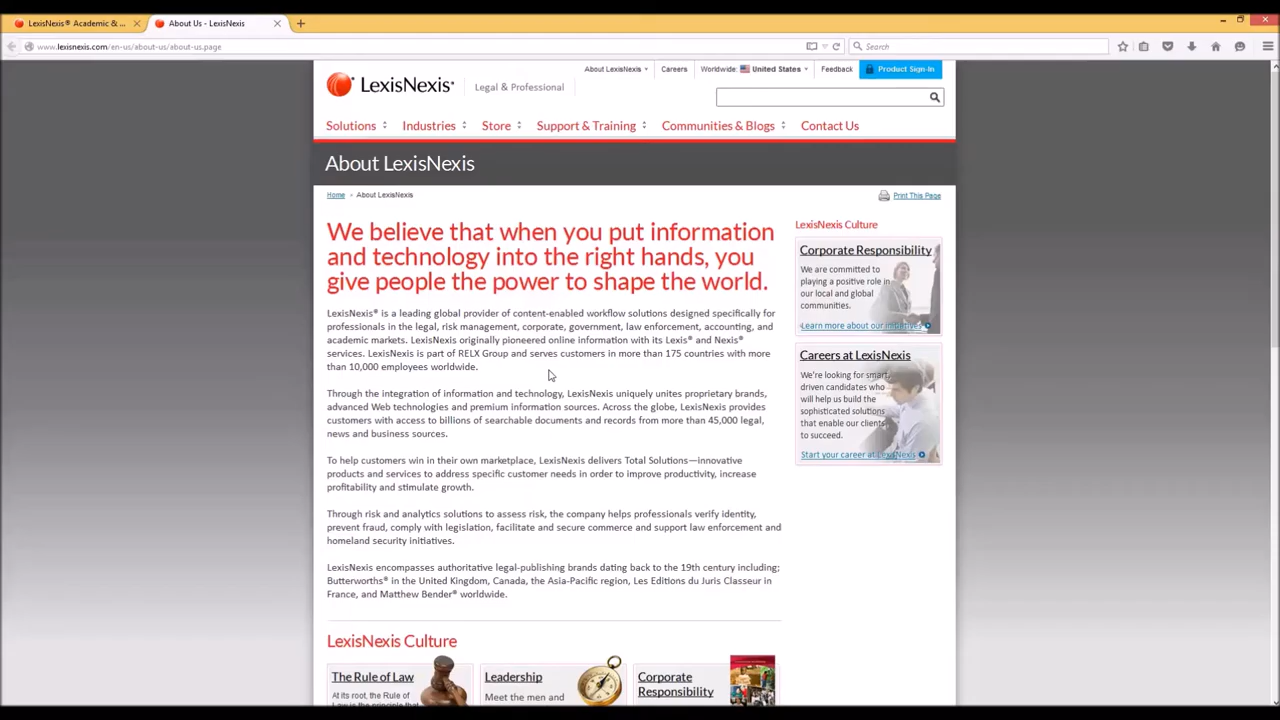 LexisNexis® Academic & ...
About Us - LexisNexis
www.lexisnexis.com/en-us/about-us/about-us.page
Search
About LexisNexis
Careers
Worldwide: United States
Feedback
Product Sign-In
LexisNexis®
Legal & Professional
Solutions
Industries
Store
Support & Training
Communities & Blogs
Contact Us
About LexisNexis
Home
About LexisNexis
Print This Page
We believe that when you put information
and technology into the right hands, you
give people the power to shape the world.
LexisNexis® is a leading global provider of content-enabled workflow solutions designed specifically for
professionals in the legal, risk management, corporate, government, law enforcement, accounting, and
academic markets. LexisNexis originally pioneered online information with its Lexis® and Nexis®
services. LexisNexis is part of RELX Group and serves customers in more than 175 countries with more
than 10,000 employees worldwide.
Through the integration of information and technology, LexisNexis uniquely unites proprietary brands,
advanced Web technologies and premium information sources. Across the globe, LexisNexis provides
customers with access to billions of searchable documents and records from more than 45,000 legal,
news and business sources.
To help customers win in their own marketplace, LexisNexis delivers Total Solutions—innovative
products and services to address specific customer needs in order to improve productivity, increase
profitability and stimulate growth.
Through risk and analytics solutions to assess risk, the company helps professionals verify identity,
prevent fraud, comply with legislation, facilitate and secure commerce and support law enforcement and
homeland security initiatives.
LexisNexis encompasses authoritative legal-publishing brands dating back to the 19th century including;
Butterworths® in the United Kingdom, Canada, the Asia-Pacific region, Les Editions du Juris Classeur in
France, and Matthew Bender® worldwide.
LexisNexis Culture
Corporate Responsibility
We are committed to
playing a positive role in
our local and global
communities.
Learn more about our initiatives
Careers at LexisNexis
We're looking for smart,
driven candidates who
will help us build the
sophisticated solutions
that enable our clients
to succeed.
Start your career at LexisNexis
LexisNexis Culture
The Rule of Law
At its root, the Rule of
Law is the principle that
Leadership
Meet the men and
Corporate
Responsibility